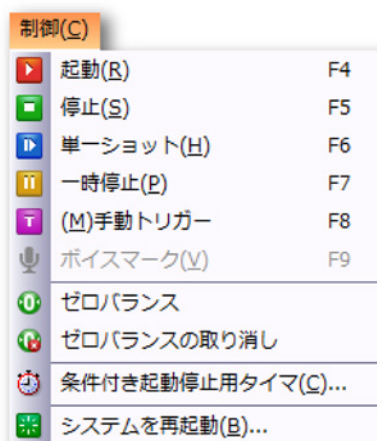 制御(C)
起動(R) F4
停止(S) F5
単一ショット(H) F6
一時停止(P) F7
(M)手動トリガー F8
ボイスマーク(V) F9
ゼロバランス
ゼロバランスの取り消し
条件付き起動停止用タイマ(C)...
システムを再起動(B)...